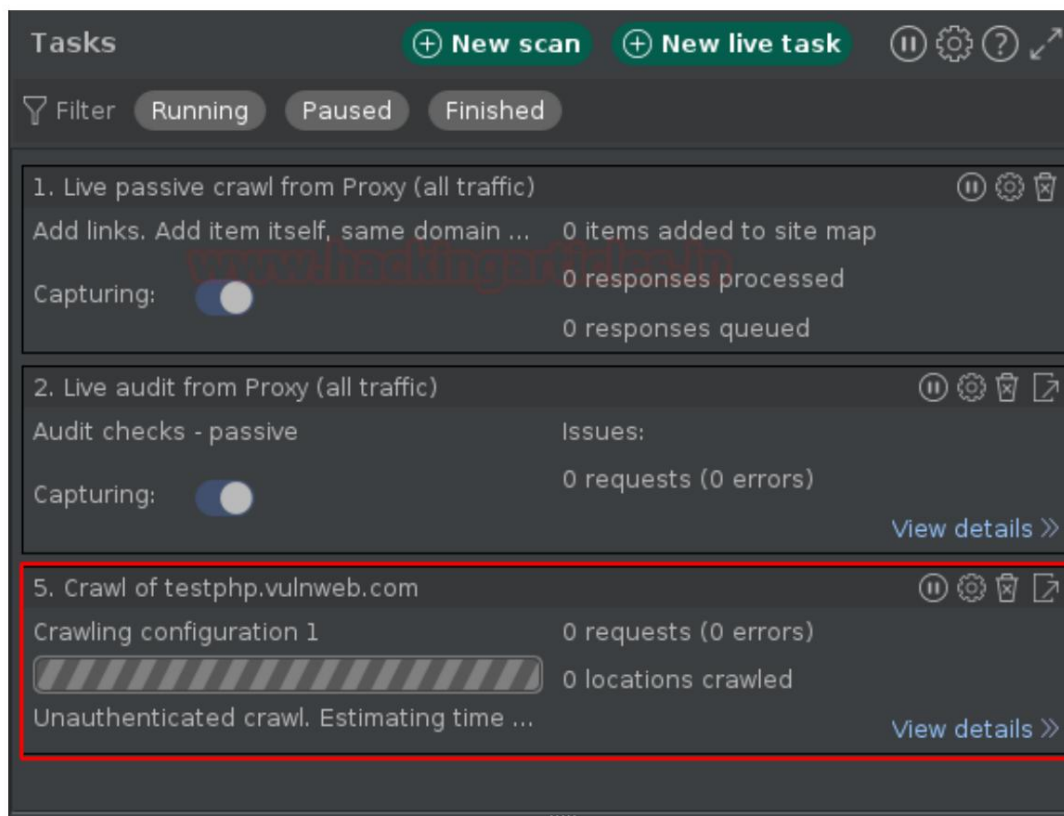 Tasks
New scan
New live task
Filter
Running
Paused
Finished
1. Live passive crawl from Proxy (all traffic)
Add links. Add item itself, same domain ...
0 items added to site map
www.hackingarticles.in
0 responses processed
Capturing:
0 responses queued
2. Live audit from Proxy (all traffic)
Audit checks - passive
Issues:
0 requests (0 errors)
Capturing:
View details
5. Crawl of testphp.vulnweb.com
Crawling configuration 1
0 requests (0 errors)
0 locations crawled
Unauthenticated crawl. Estimating time ...
View details